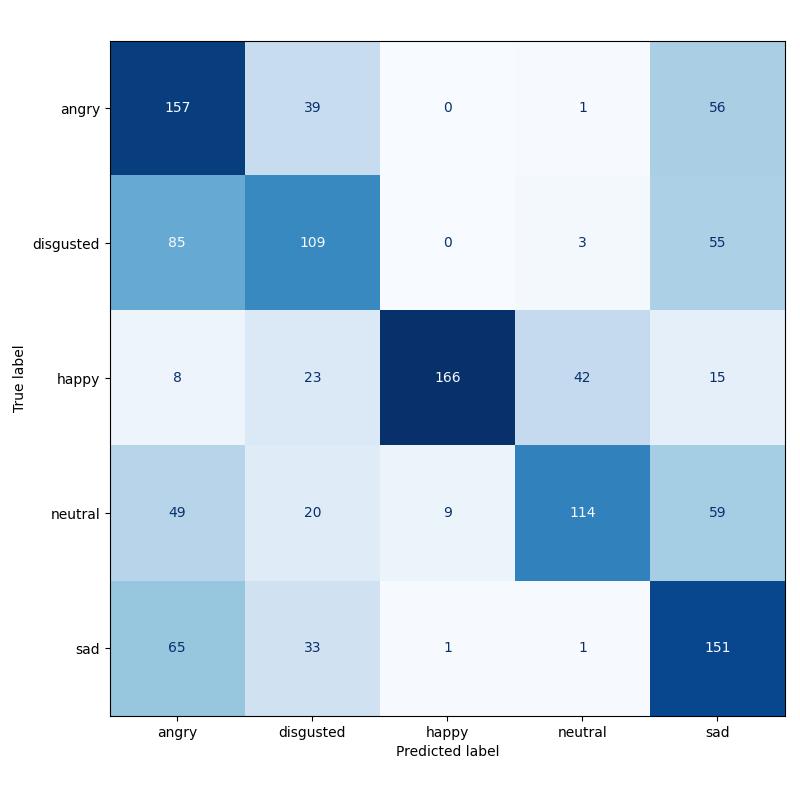 angry 157 39 0 1 56
disgusted 85 109 0 3 55
happy 8 23 166 42 15
neutral 49 20 9 114 59
sad 65 33 1 1 151
angry disgusted happy neutral sad
Predicted label
True label